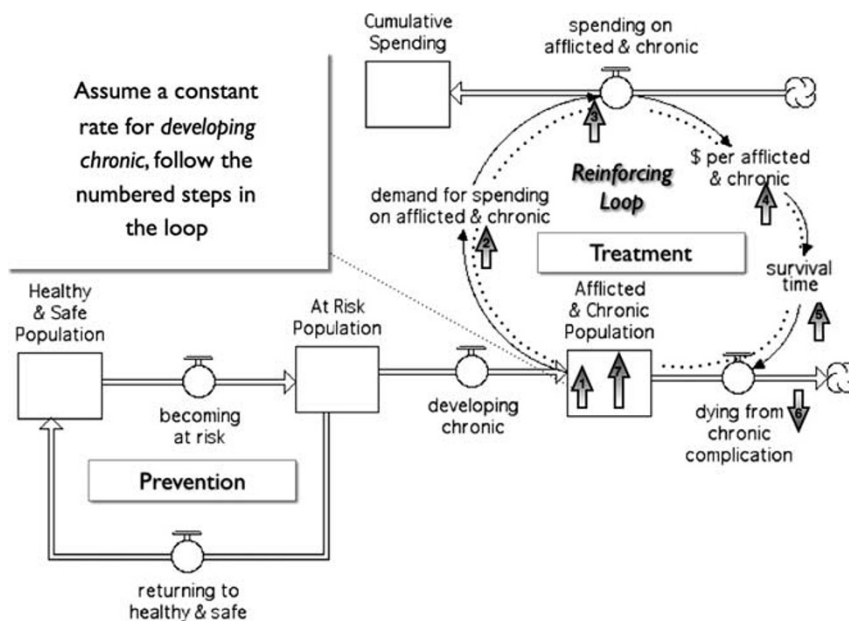 Cumulative
Spending
spending on
afflicted & chronic
Assume a constant
rate for developing
chronic, follow the
numbered steps in
the loop
3
$ per afflicted
& chronic
4
Reinforcing
Loop
demand for spending
on afflicted & chronic
2
Treatment
survival
time
5
Healthy
& Safe
Population
At Risk
Population
Afflicted
& Chronic
Population
1
7
becoming
at risk
developing
chronic
dying from
chronic
complication
6
Prevention
returning to
healthy & safe